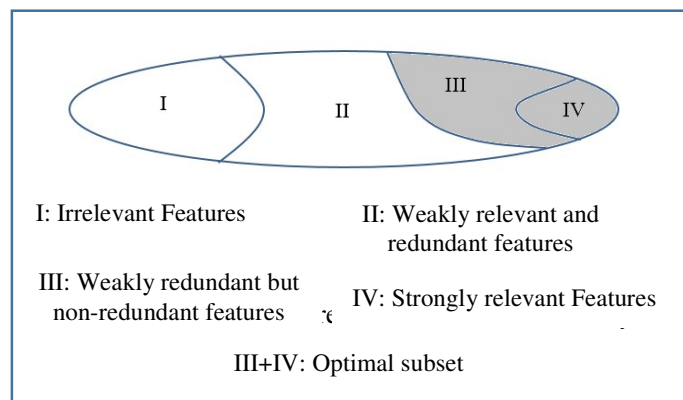 I
II
III
IV
I: Irrelevant Features
II: Weakly relevant and
redundant features
III: Weakly redundant but
non-redundant features
IV: Strongly relevant Features
III+IV: Optimal subset